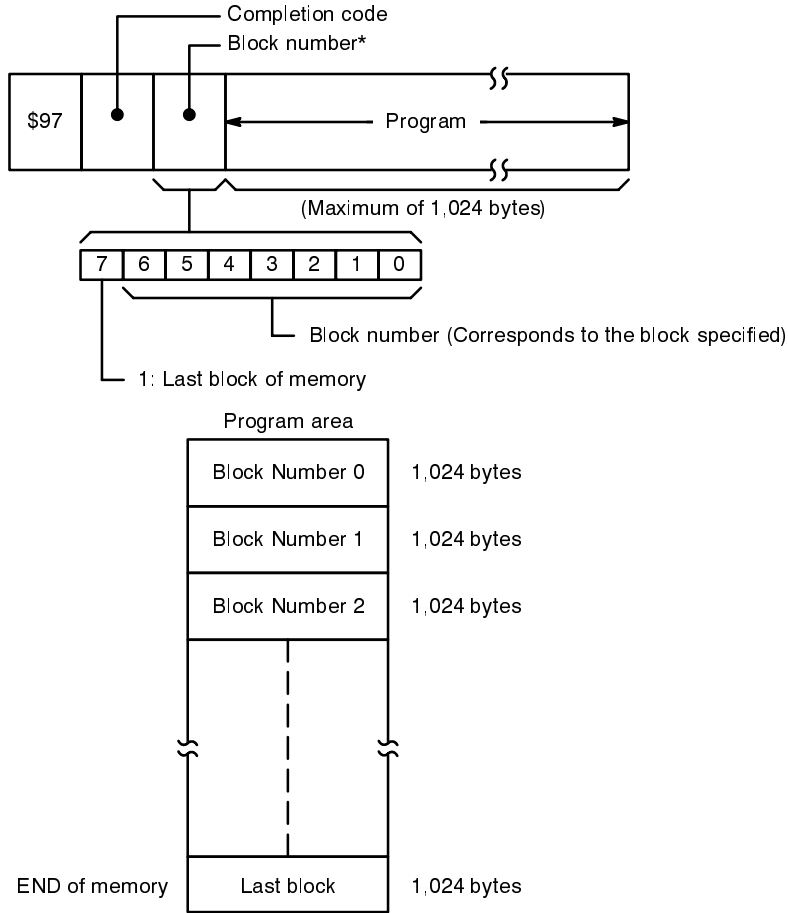 Completion code
Block number*
$97
Program
(Maximum of 1,024 bytes)
7 6 5 4 3 2 1 0
Block number (Corresponds to the block specified)
1: Last block of memory
Program area
Block Number 0 1,024 bytes
Block Number 1 1,024 bytes
Block Number 2 1,024 bytes
END of memory Last block 1,024 bytes